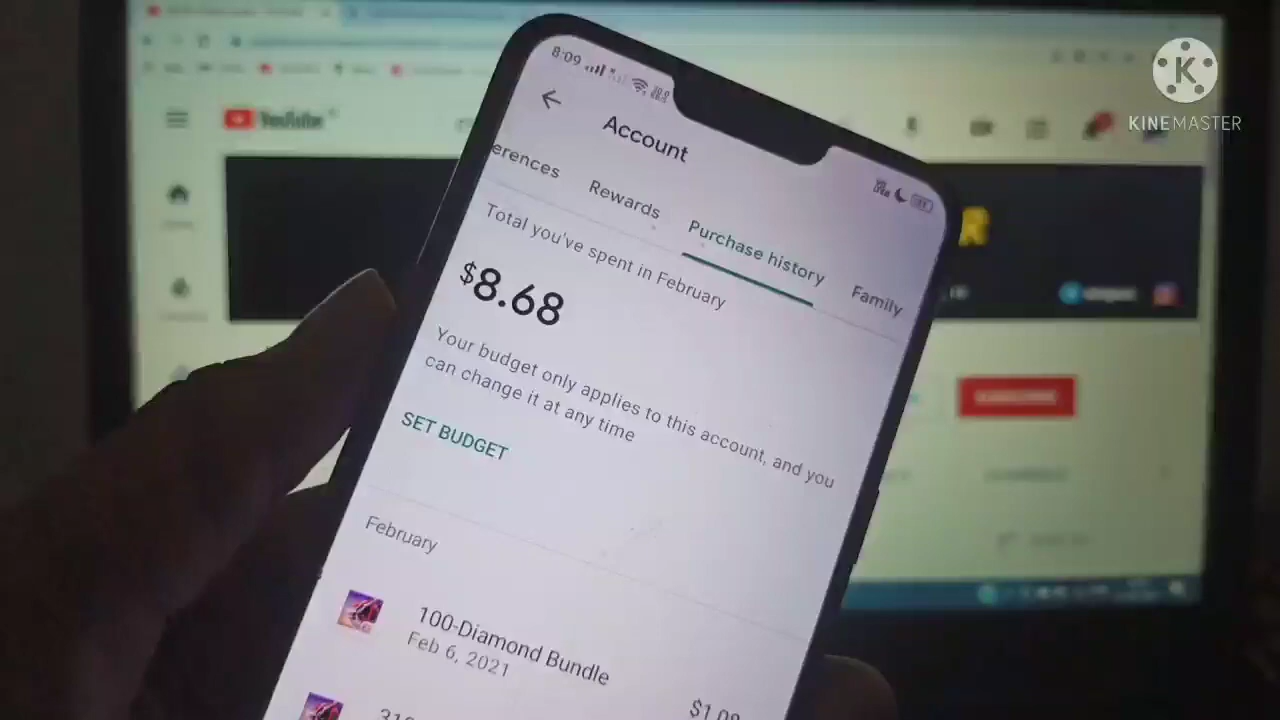 KINEMASTER
YouTube
8:09
Account
erences
Rewards
Purchase history
Family
Total you've spent in February
$8.68
Your budget only applies to this account, and you
can change it at any time
SET BUDGET
February
100-Diamond Bundle
Feb 6, 2021